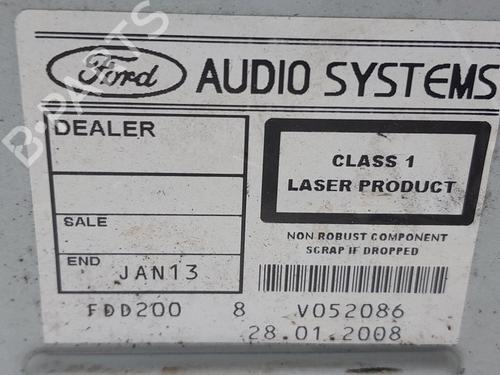 Ford AUDIO SYSTEMS
DEALER
CLASS 1
LASER PRODUCT
SALE
NON ROBUST COMPONENT
SCRAP IF DROPPED
END JAN13
FDD200 8 V052086
28.01.2008
B-PARTS